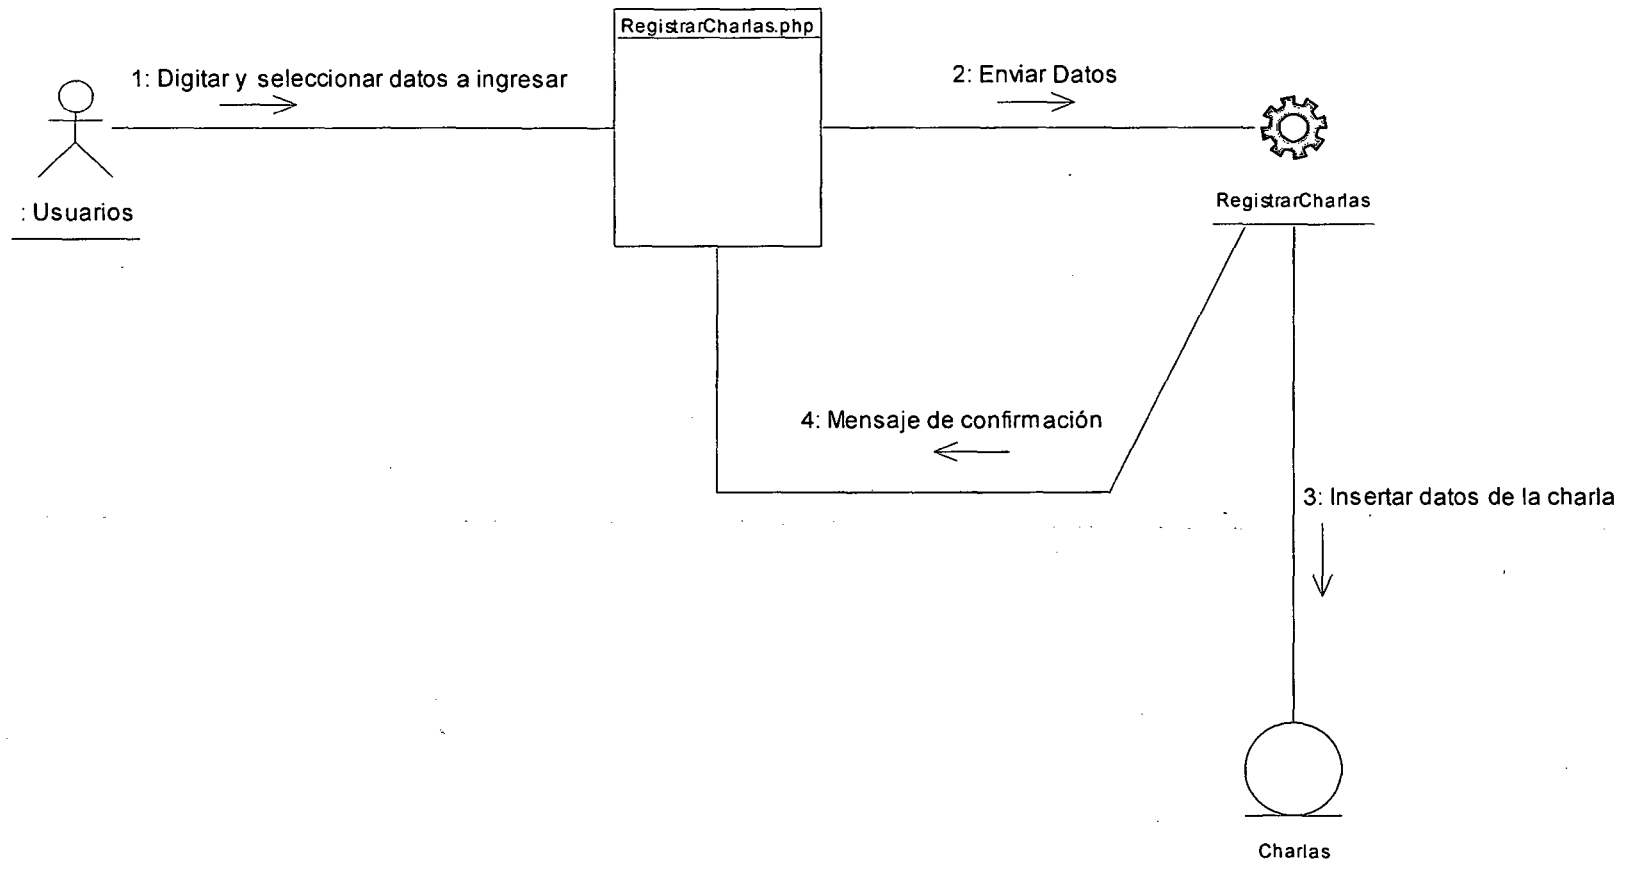 RegistrarCharlas.php
1: Digitar y seleccionar datos a ingresar
2: Enviar Datos
: Usuarios
RegistrarCharlas
4: Mensaje de confirmación
3: Insertar datos de la charla
Charlas